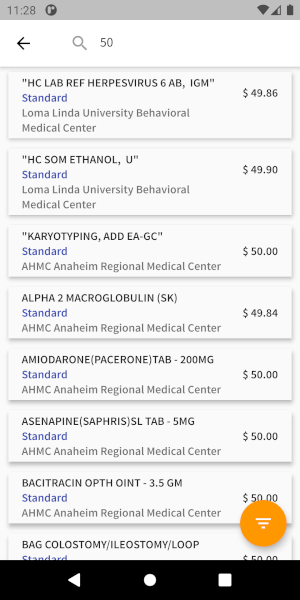 11:28
50
"HC LAB REF HERPESVIRUS 6 AB, IGM"
Standard
Loma Linda University Behavioral
Medical Center
$ 49.86
"HC SOM ETHANOL, U"
Standard
Loma Linda University Behavioral
Medical Center
$ 49.90
"KARYOTYPING, ADD EA-GC"
Standard
AHMC Anaheim Regional Medical Center
$ 50.00
ALPHA 2 MACROGLOBULIN (SK)
Standard
AHMC Anaheim Regional Medical Center
$ 49.84
AMIODARONE(PACERONE)TAB - 200MG
Standard
AHMC Anaheim Regional Medical Center
$ 50.00
ASENAPINE(SAPHRIS)SL TAB - 5MG
Standard
AHMC Anaheim Regional Medical Center
$ 50.00
BACITRACIN OPTH OINT - 3.5 GM
Standard
AHMC Anaheim Regional Medical Center
$ 50.00
BAG COLOSTOMY/ILEOSTOMY/LOOP
Standard
$ 50.00